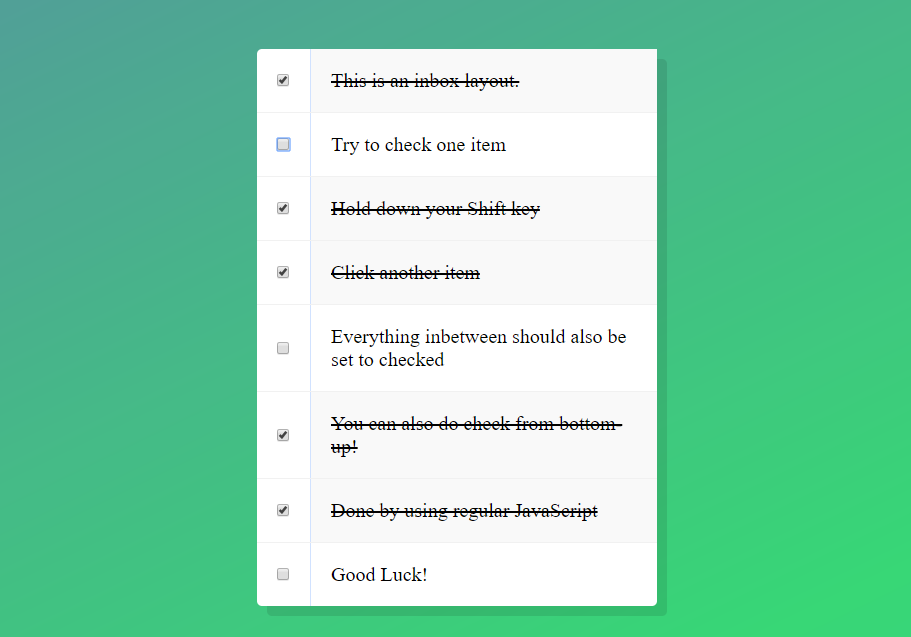 This is an inbox layout.
Try to check one item
Hold down your Shift key
Click another item
Everything inbetween should also be
set to checked
You can also do check from bottom-
up!
Done by using regular JavaScript
Good Luck!